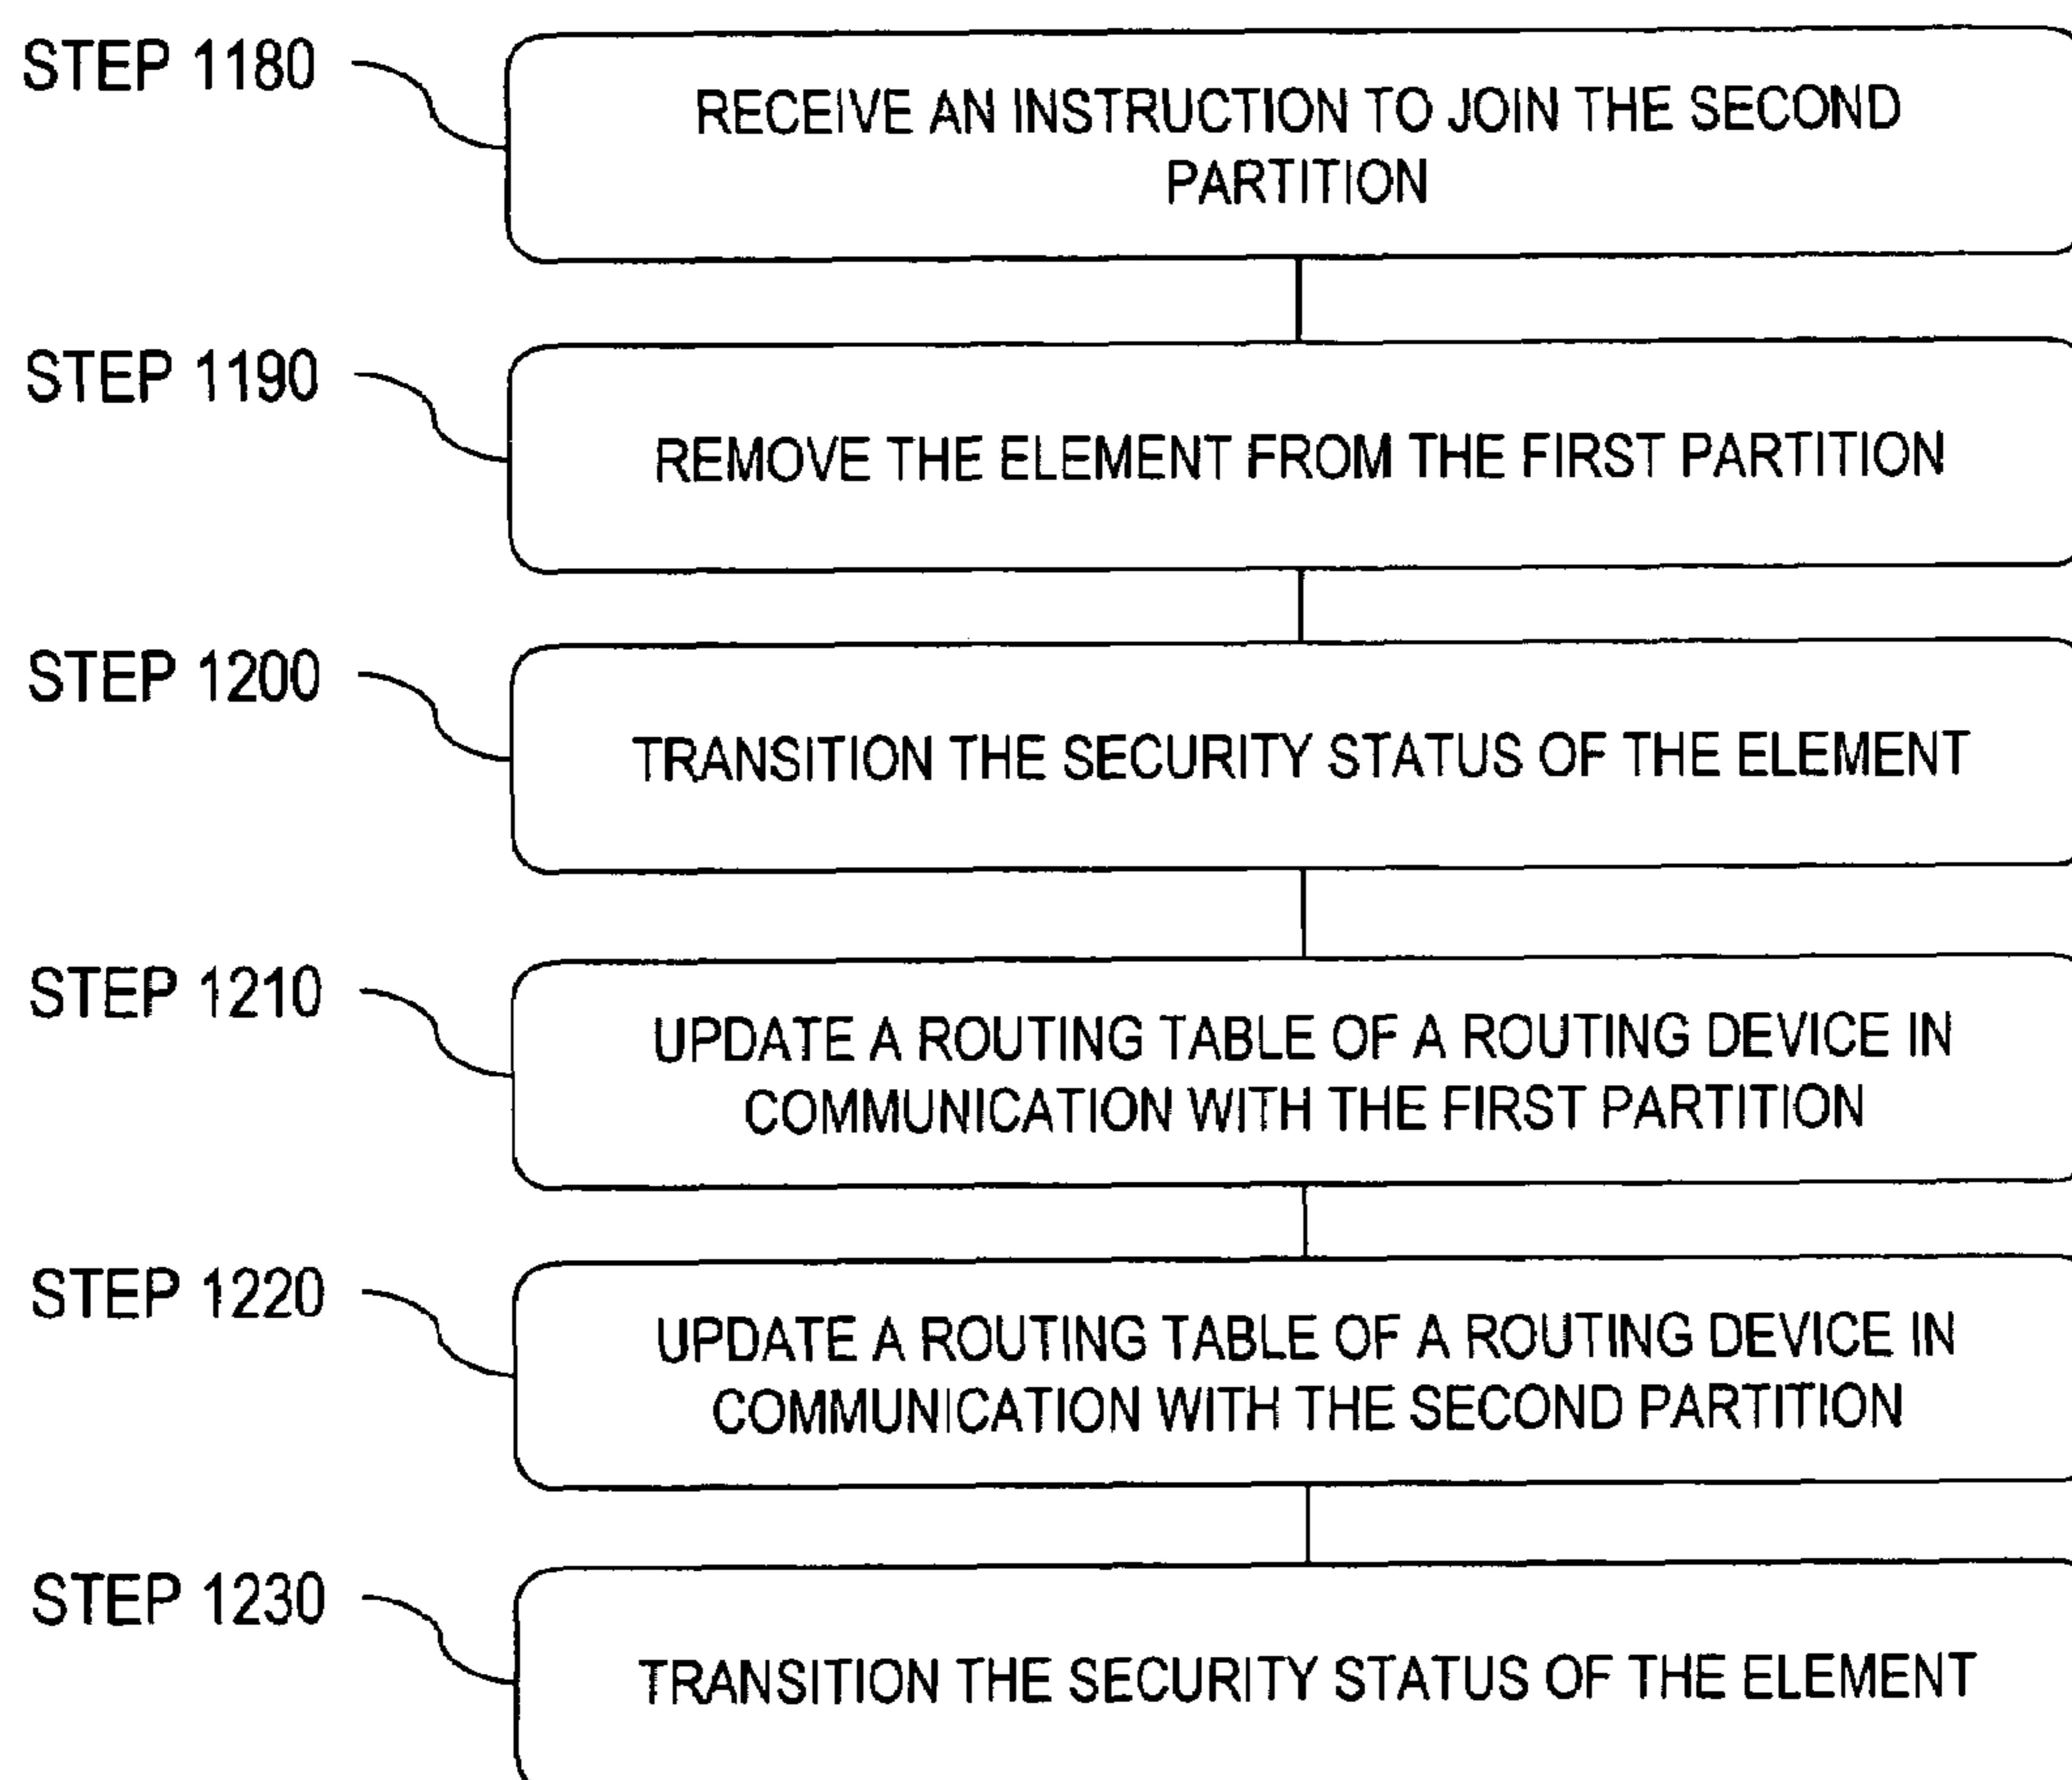 STEP 1180
RECEIVE AN INSTRUCTION TO JOIN THE SECOND
PARTITION
STEP 1190
REMOVE THE ELEMENT FROM THE FIRST PARTITION
STEP 1200
TRANSITION THE SECURITY STATUS OF THE ELEMENT
STEP 1210
UPDATE A ROUTING TABLE OF A ROUTING DEVICE IN
COMMUNICATION WITH THE FIRST PARTITION
STEP 1220
UPDATE A ROUTING TABLE OF A ROUTING DEVICE IN
COMMUNICATION WITH THE SECOND PARTITION
STEP 1230
TRANSITION THE SECURITY STATUS OF THE ELEMENT